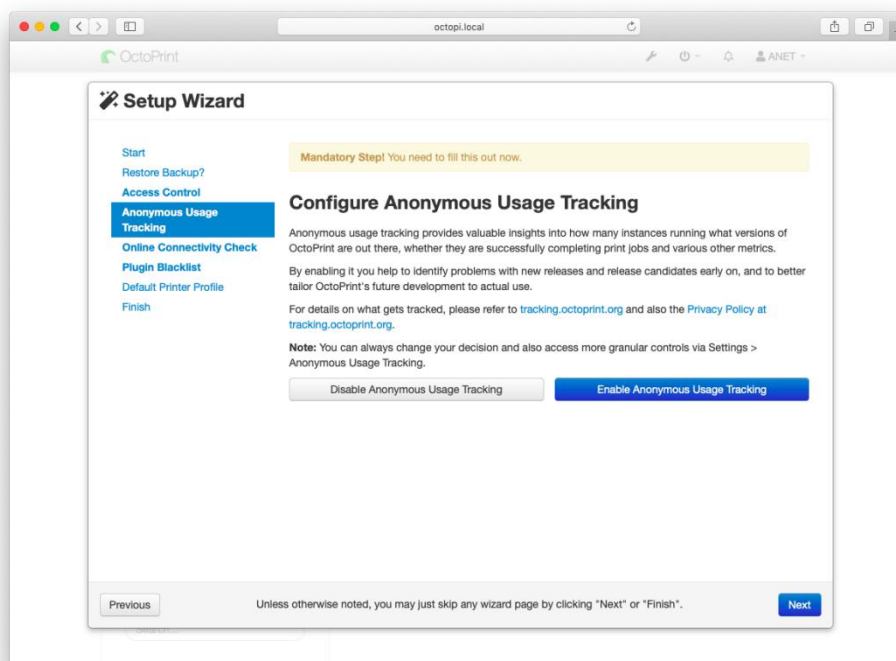 octopi.local
OctoPrint
ANET
Setup Wizard
Start
Restore Backup?
Access Control
Anonymous Usage
Tracking
Online Connectivity Check
Plugin Blacklist
Default Printer Profile
Finish
Mandatory Step! You need to fill this out now.
Configure Anonymous Usage Tracking
Anonymous usage tracking provides valuable insights into how many instances running what versions of
OctoPrint are out there, whether they are successfully completing print jobs and various other metrics.
By enabling it you help to identify problems with new releases and release candidates early on, and to better
tailor OctoPrint's future development to actual use.
For details on what gets tracked, please refer to tracking.octoprint.org and also the Privacy Policy at
tracking.octoprint.org.
Note: You can always change your decision and also access more granular controls via Settings >
Anonymous Usage Tracking.
Disable Anonymous Usage Tracking
Enable Anonymous Usage Tracking
Previous
Unless otherwise noted, you may just skip any wizard page by clicking "Next" or "Finish".
Next
Search...